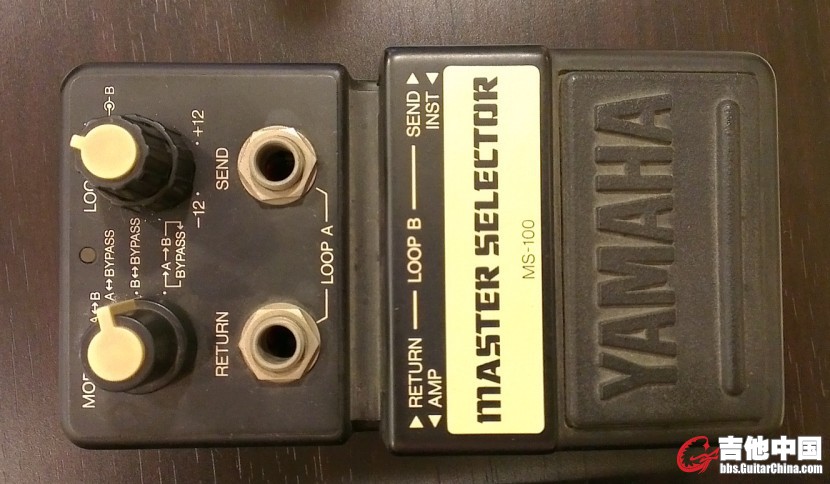 B
+12
-12
SEND
A↔B
A↔BYPASS
B↔BYPASS
A→B
BYPASS
RETURN
LOOP A
SEND
INST
LOOP B
RETURN
AMP
MASTER SELECTOR
MS-100
YAMAHA
吉他中国
bbs.GuitarChina.com